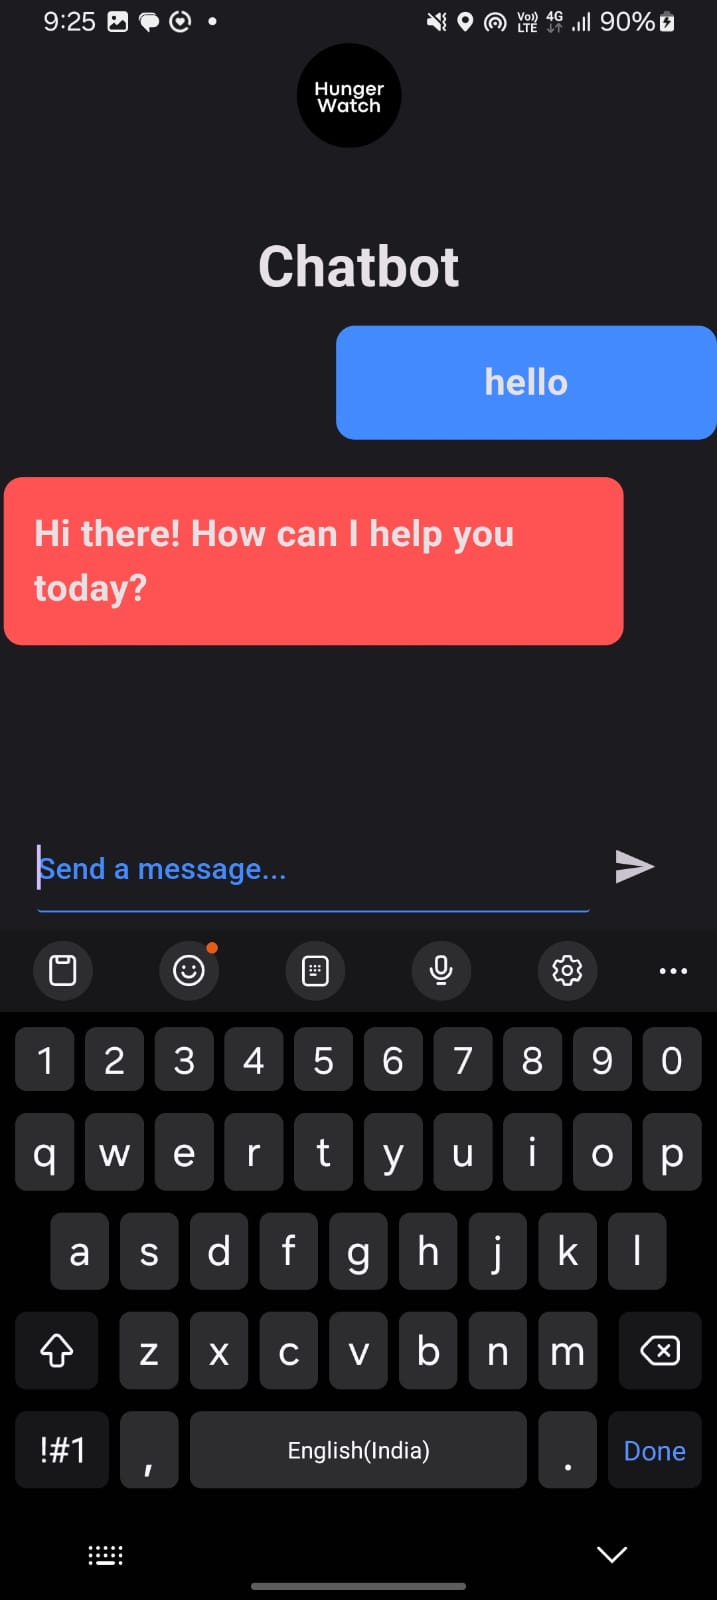 9:25 Vo)) LTE 4G 90%
Hunger
Watch
Chatbot
hello
Hi there! How can I help you
today?
Send a message...
1 2 3 4 5 6 7 8 9 0
q w e r t y u i o p
a s d f g h j k l
z x c v b n m
!#1 , English(India) . Done